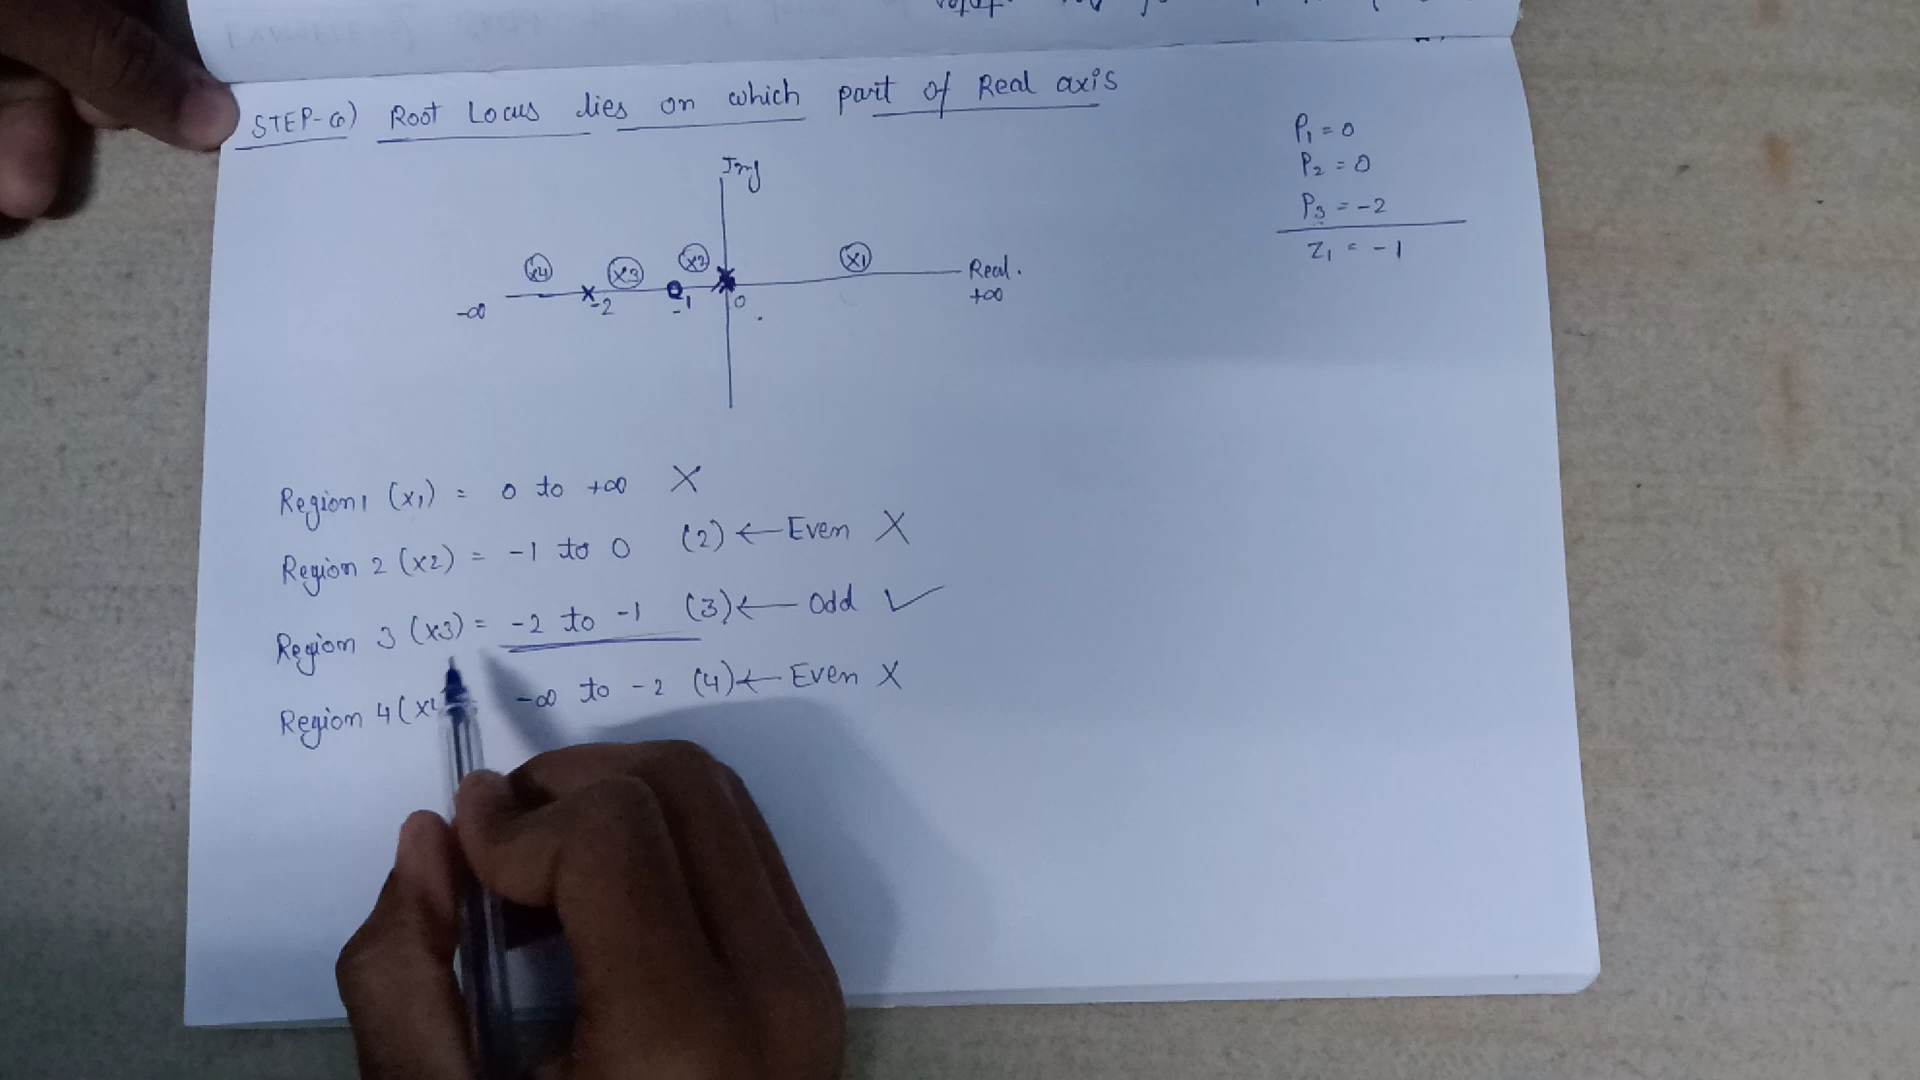 STEP-6) Root Locus lies on which part of Real axis
P1 = 0
P2 = 0
P3 = -2
Z1 = -1
Img
x4 x3 x2 x1
Real.
-∞ -2 -1 0 +∞
Region1 (x1) = 0 to +∞ X
Region 2 (x2) = -1 to 0 (2) ← Even X
Region 3 (x3) = -2 to -1 (3) ← Odd ✓
Region 4 (x4 -∞ to -2 (4) ← Even X